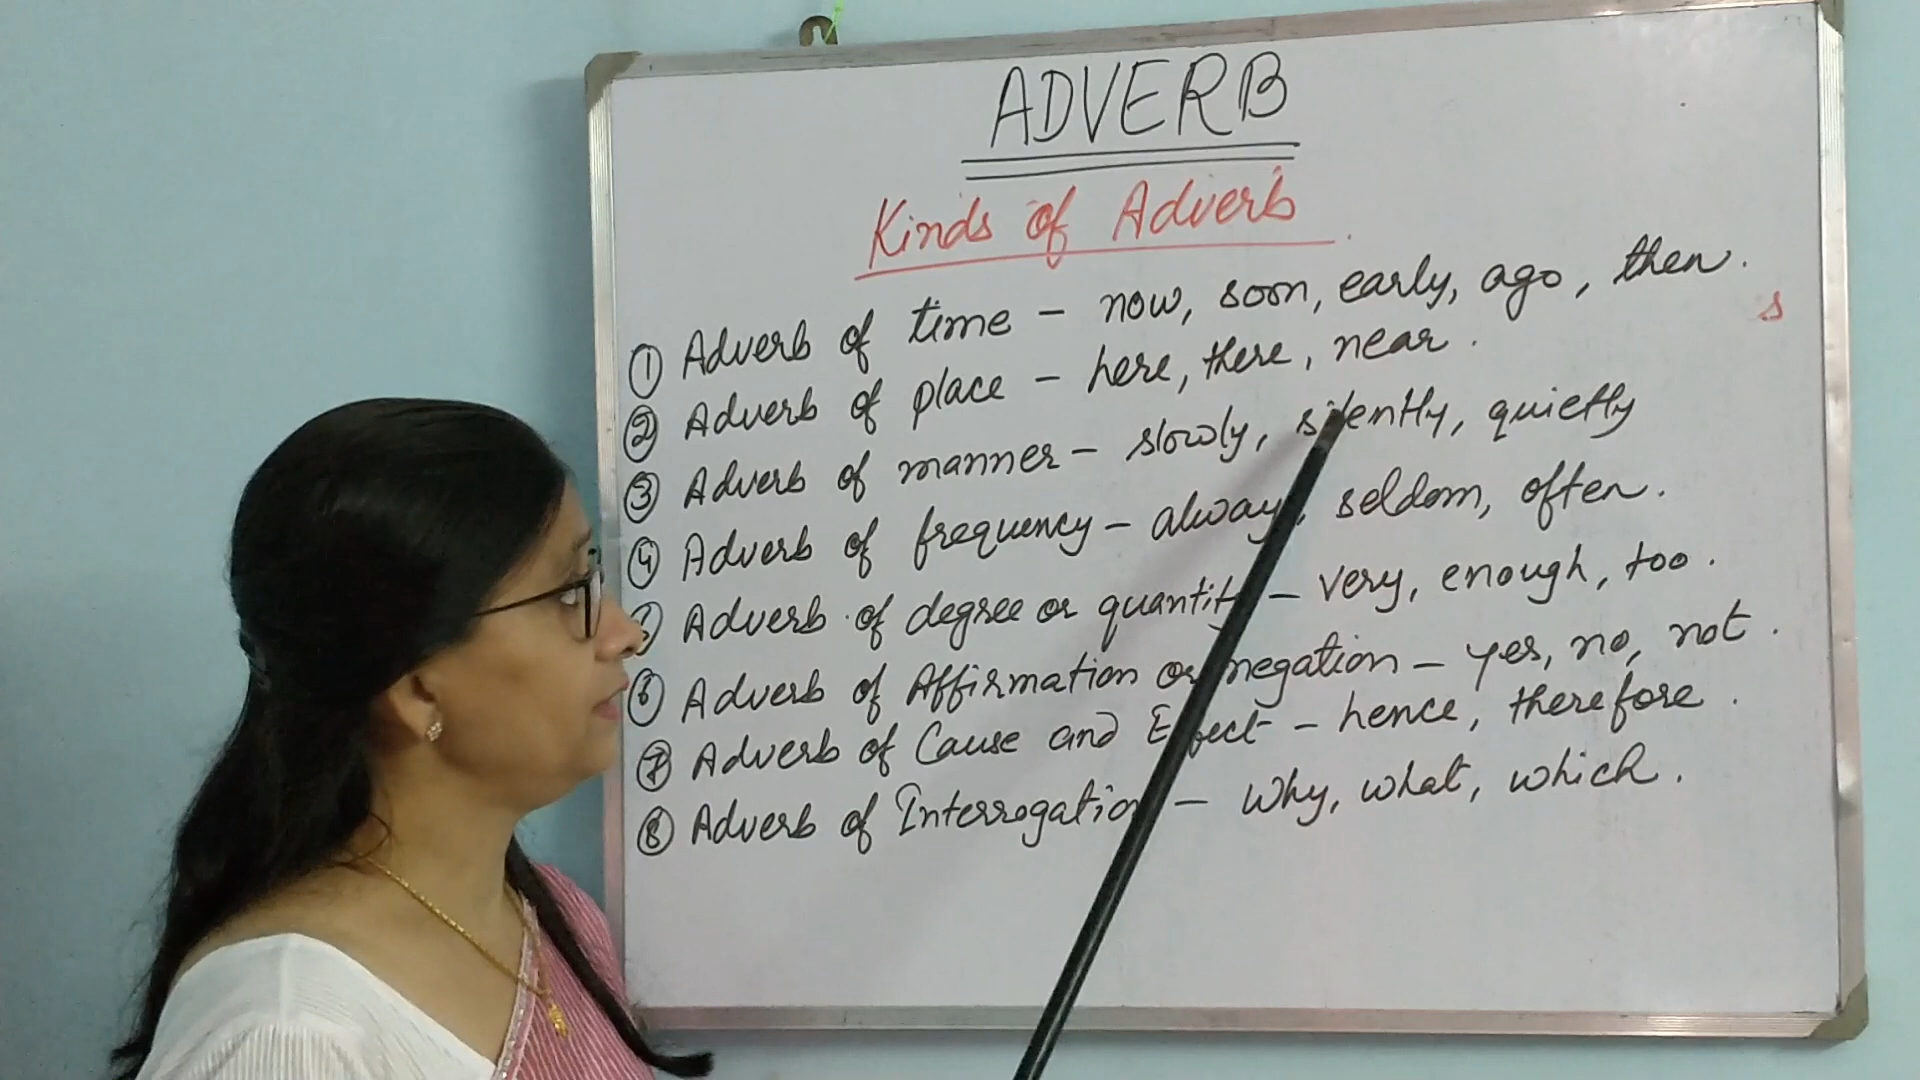 ADVERB
Kinds of Adverb
① Adverb of time - now, soon, early, ago, then.
s
② Adverb of place - here, there, near.
③ Adverb of manner - slowly, silently, quietly
④ Adverb of frequency - always, seldom, often.
Adverb of degree or quantity - very, enough, too.
⑥ Adverb of Affirmation or negation - yes, no, not.
⑦ Adverb of Cause and Effect - hence, therefore.
⑧ Adverb of Interrogation - Why, what, which.